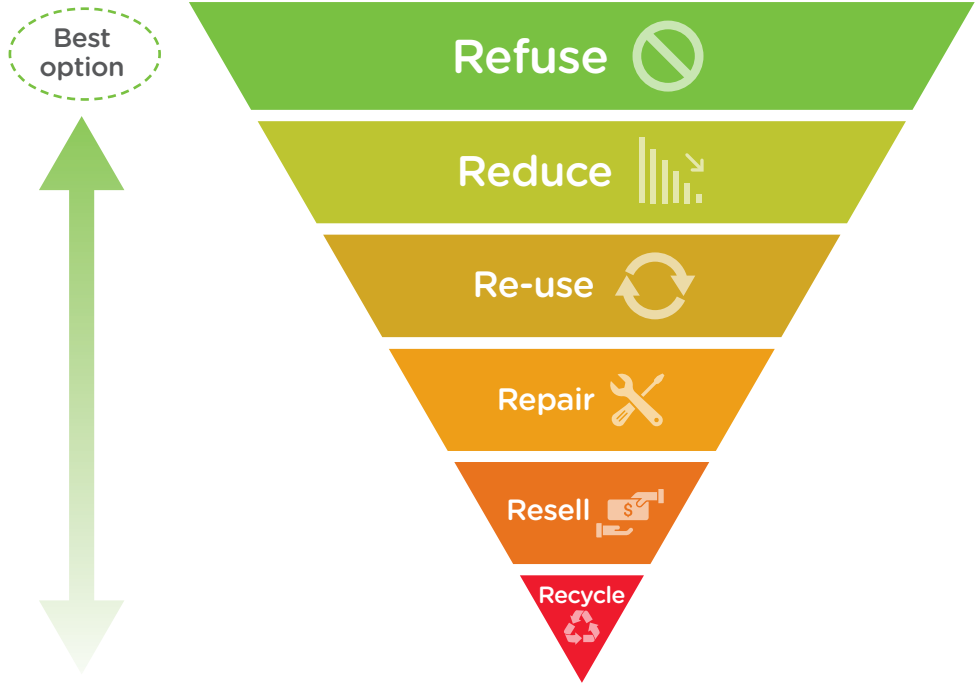 Best
option
Refuse
Reduce
Re-use
Repair
Resell
$
Recycle